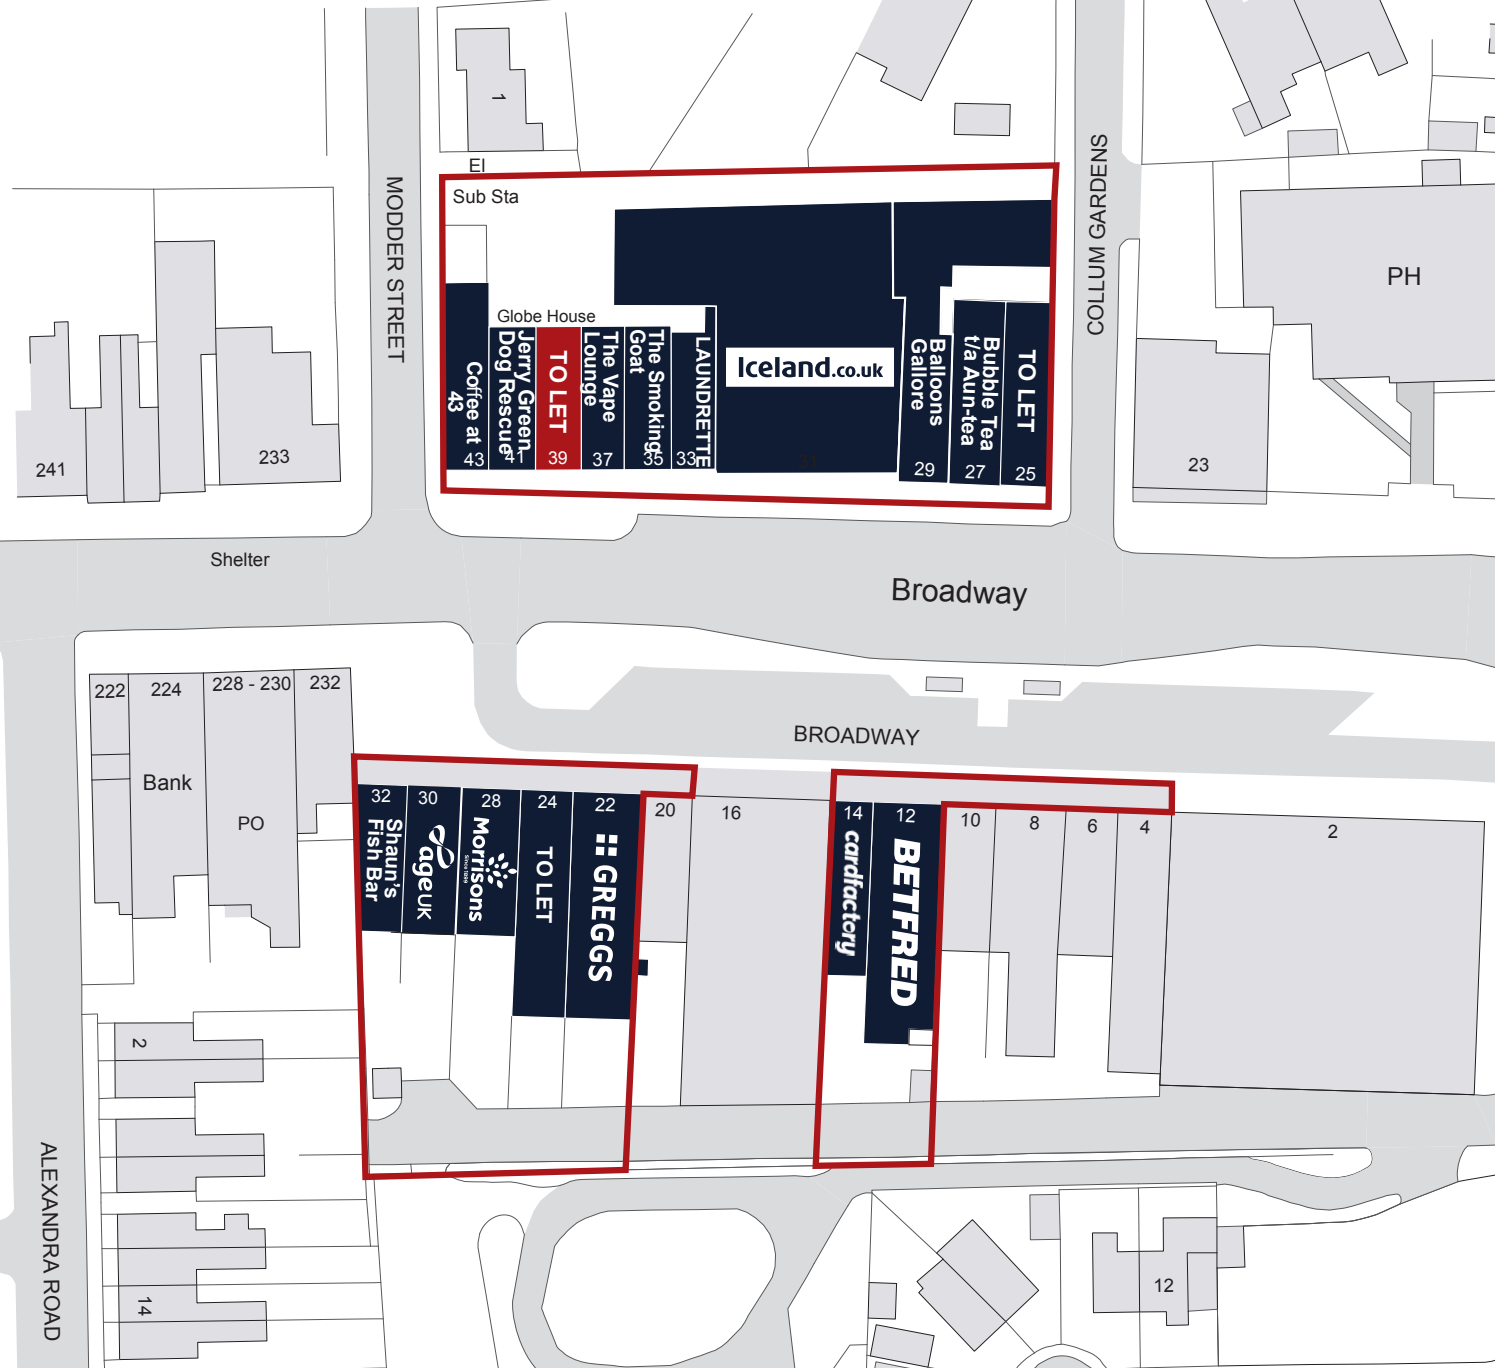 1
El
Sub Sta
MODDER STREET
COLLUM GARDENS
PH
Globe House
Coffee at
43
43
Jerry Green
Dog Rescue
41
TO LET
39
The Vape
Lounge
37
The Smoking
Goat
35
LAUNDRETTE
33
Iceland.co.uk
31
Balloons
Gallore
29
Bubble Tea
t/a Aun-tea
27
TO LET
25
241
233
23
Shelter
Broadway
BROADWAY
222
224
228 - 230
232
Bank
PO
32
Shaun's
Fish Bar
30
ageUK
28
Morrisons
Since 1899
24
TO LET
22
GREGGS
20
16
14
cardfactory
12
BETFRED
10
8
6
4
2
2
ALEXANDRA ROAD
14
12